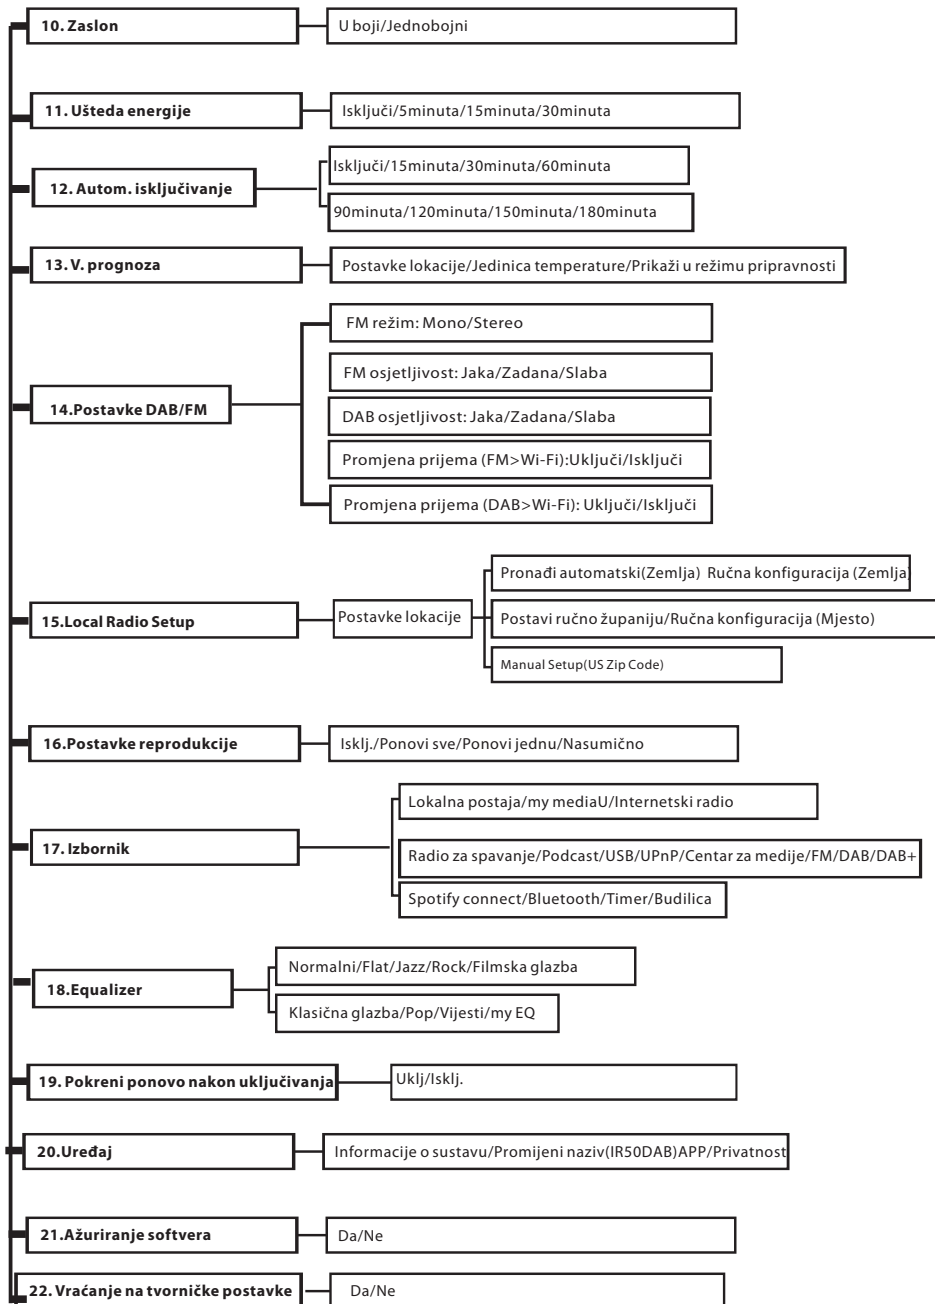 10. Zaslon
U boji/Jednobojni
11. Ušteda energije
Isključi/5minuta/15minuta/30minuta
12. Autom. isključivanje
Isključi/15minuta/30minuta/60minuta
90minuta/120minuta/150minuta/180minuta
13. V. prognoza
Postavke lokacije/Jedinica temperature/Prikaži u režimu pripravnosti
14.Postavke DAB/FM
FM režim: Mono/Stereo
FM osjetljivost: Jaka/Zadana/Slaba
DAB osjetljivost: Jaka/Zadana/Slaba
Promjena prijema (FM>Wi-Fi):Uključi/Isključi
Promjena prijema (DAB>Wi-Fi): Uključi/Isključi
15.Local Radio Setup
Postavke lokacije
Pronađi automatski(Zemlja) Ručna konfiguracija (Zemlja)
Postavi ručno županiju/Ručna konfiguracija (Mjesto)
Manual Setup(US Zip Code)
16.Postavke reprodukcije
Isklj./Ponovi sve/Ponovi jednu/Nasumično
17. Izbornik
Lokalna postaja/my mediaU/Internetski radio
Radio za spavanje/Podcast/USB/UPnP/Centar za medije/FM/DAB/DAB+
Spotify connect/Bluetooth/Timer/Budilica
18.Equalizer
Normalni/Flat/Jazz/Rock/Filmska glazba
Klasična glazba/Pop/Vijesti/my EQ
19. Pokreni ponovo nakon uključivanja
Uklj/Isklj.
20.Uređaj
Informacije o sustavu/Promijeni naziv(IR50DAB)APP/Privatnost
21.Ažuriranje softvera
Da/Ne
22. Vraćanje na tvorničke postavke
Da/Ne